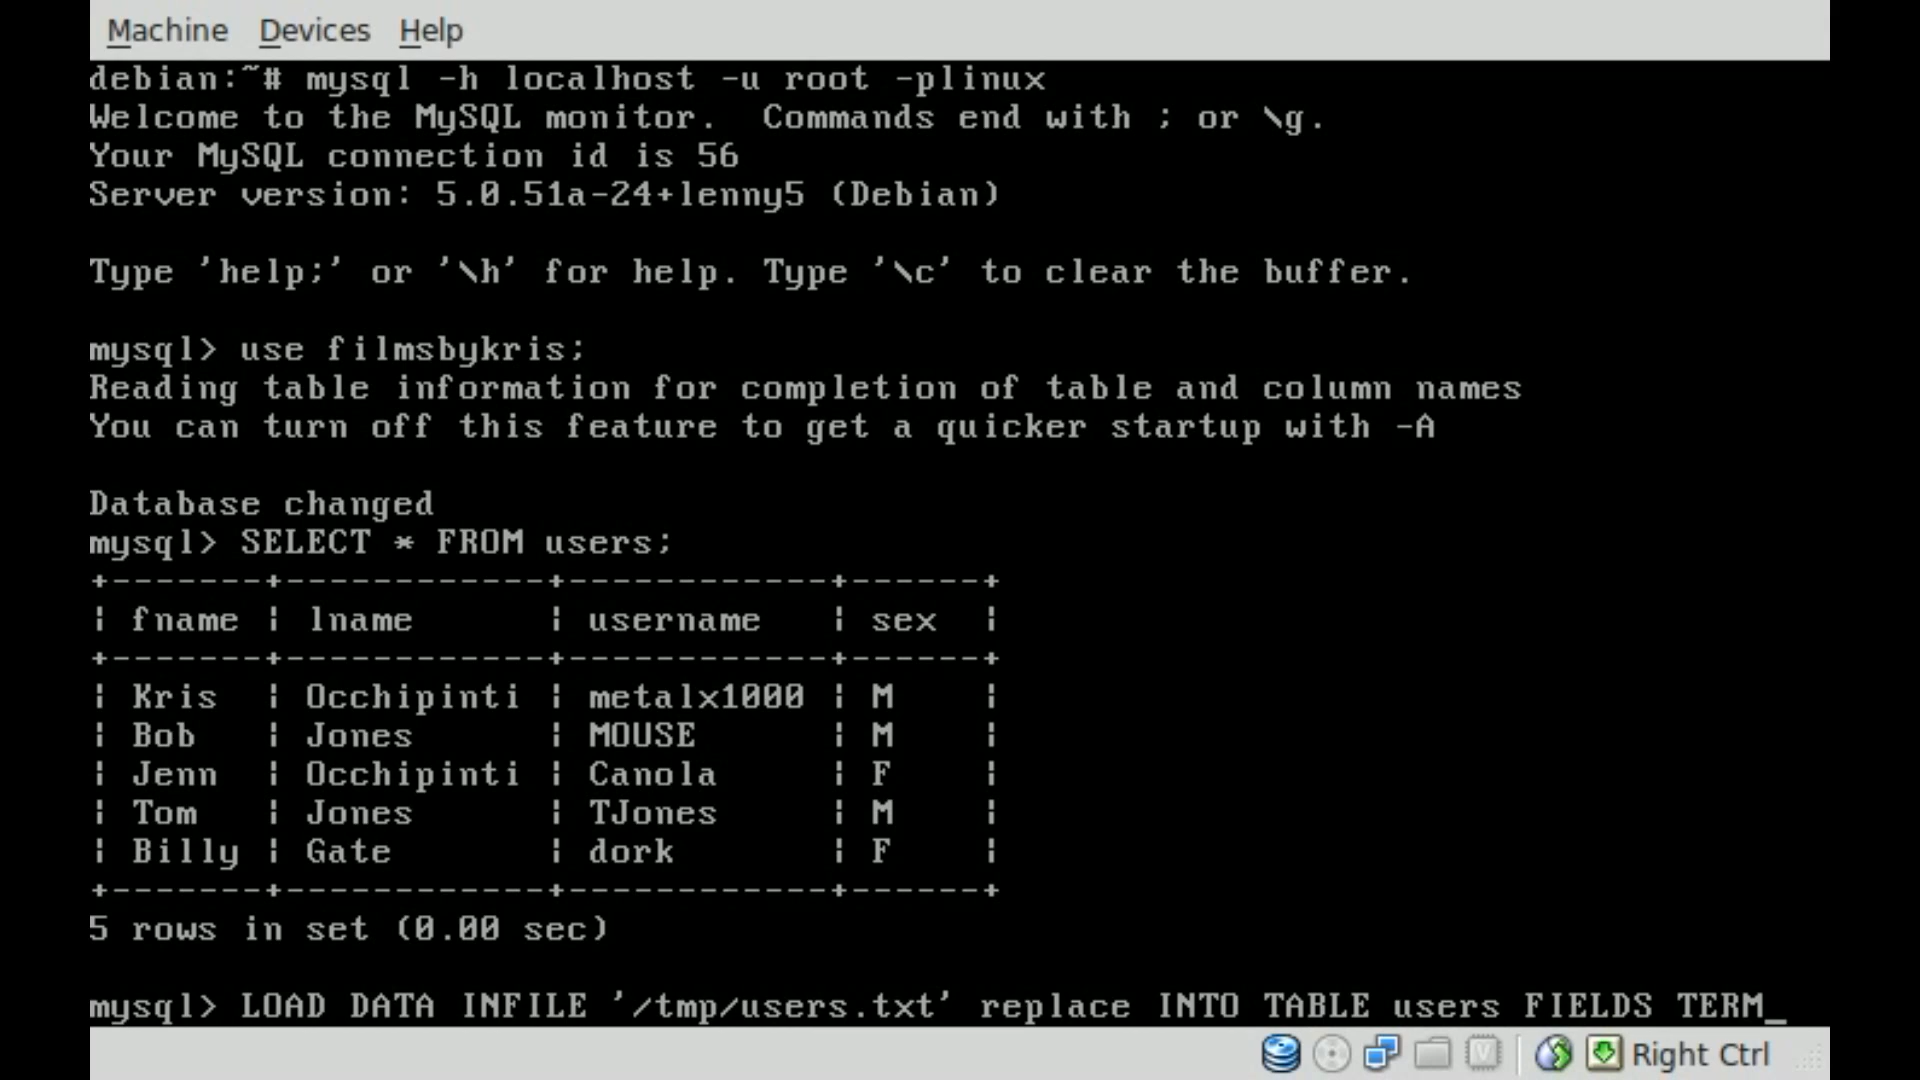 Machine Devices Help
debian:~# mysql -h localhost -u root -plinux
Welcome to the MySQL monitor.  Commands end with ; or \g.
Your MySQL connection id is 56
Server version: 5.0.51a-24+lenny5 (Debian)
Type 'help;' or '\h' for help. Type '\c' to clear the buffer.
mysql> use filmsbykris;
Reading table information for completion of table and column names
You can turn off this feature to get a quicker startup with -A
Database changed
mysql> SELECT * FROM users;
+-------+------------+------------+------+
| fname | lname      | username   | sex  |
+-------+------------+------------+------+
| Kris  | Occhipinti | metalx1000 | M    |
| Bob   | Jones      | MOUSE      | M    |
| Jenn  | Occhipinti | Canola     | F    |
| Tom   | Jones      | TJones     | M    |
| Billy | Gate       | dork       | F    |
+-------+------------+------------+------+
5 rows in set (0.00 sec)
mysql> LOAD DATA INFILE '/tmp/users.txt' replace INTO TABLE users FIELDS TERM_
Right Ctrl